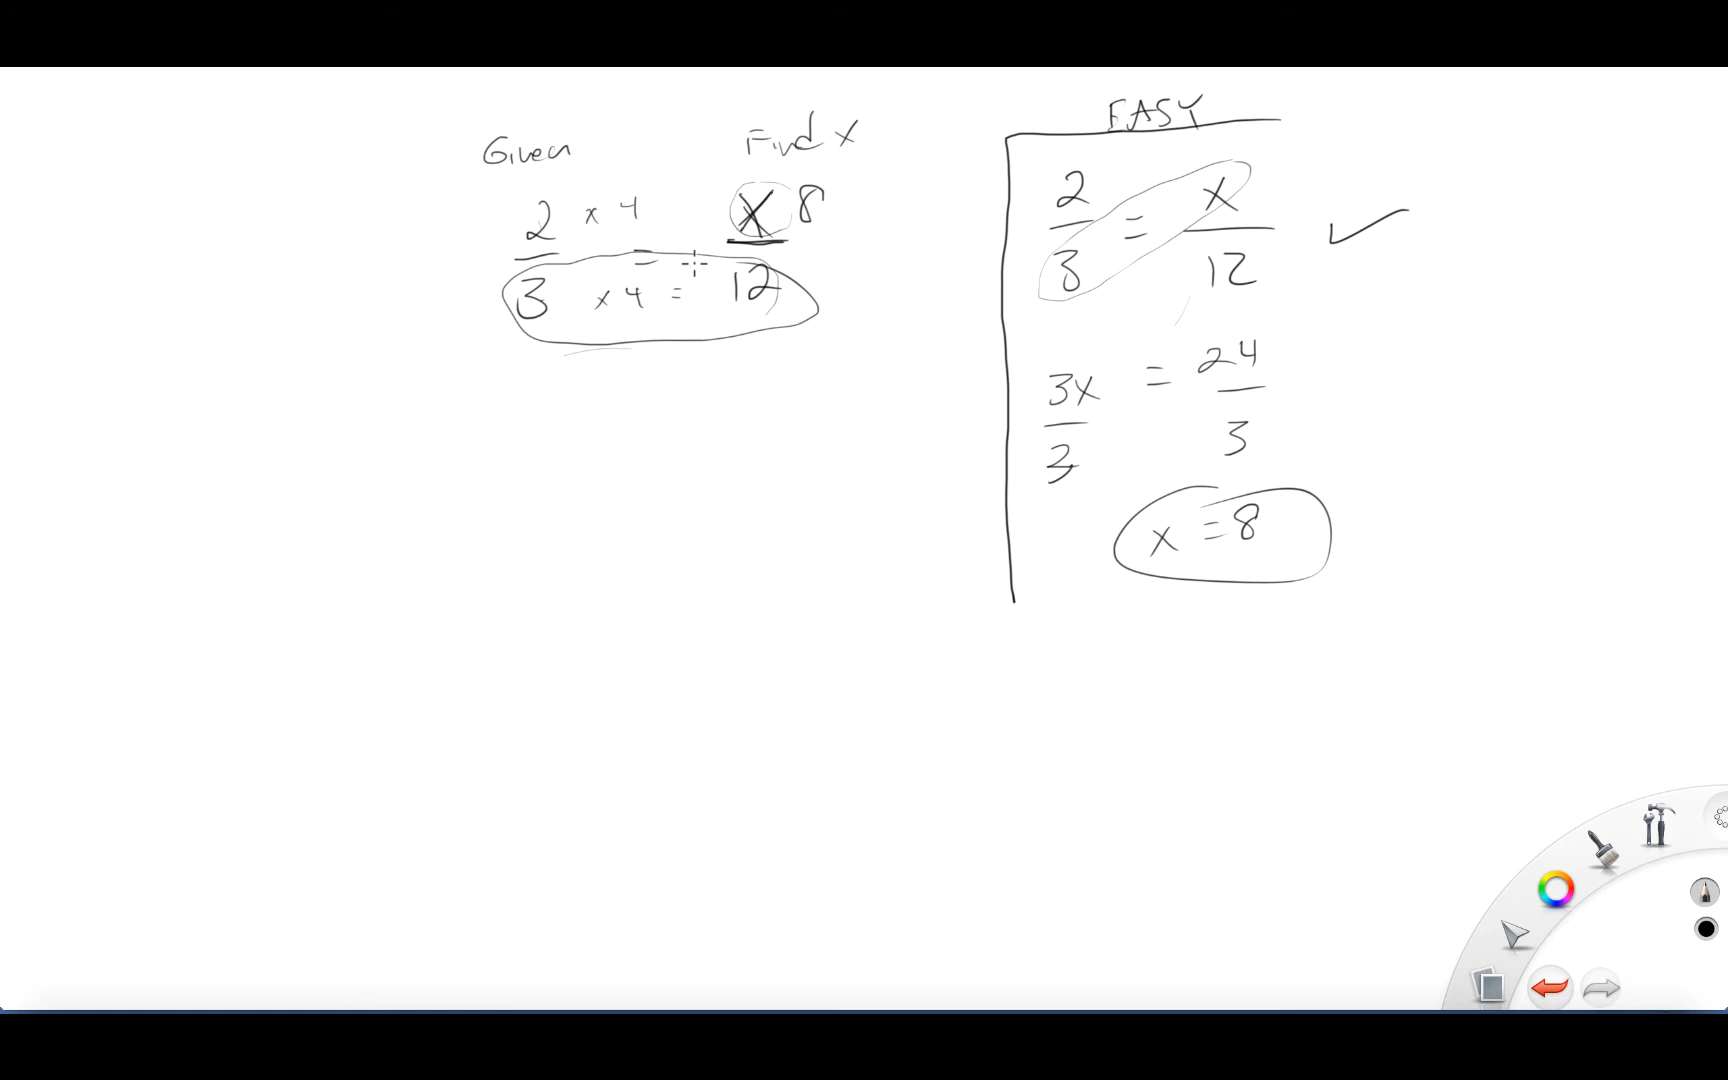 Given Find x
2 x 4 = x 8
3 x 4 = 12
EASY
2 = x
3 12
3x = 24
3 3
x = 8